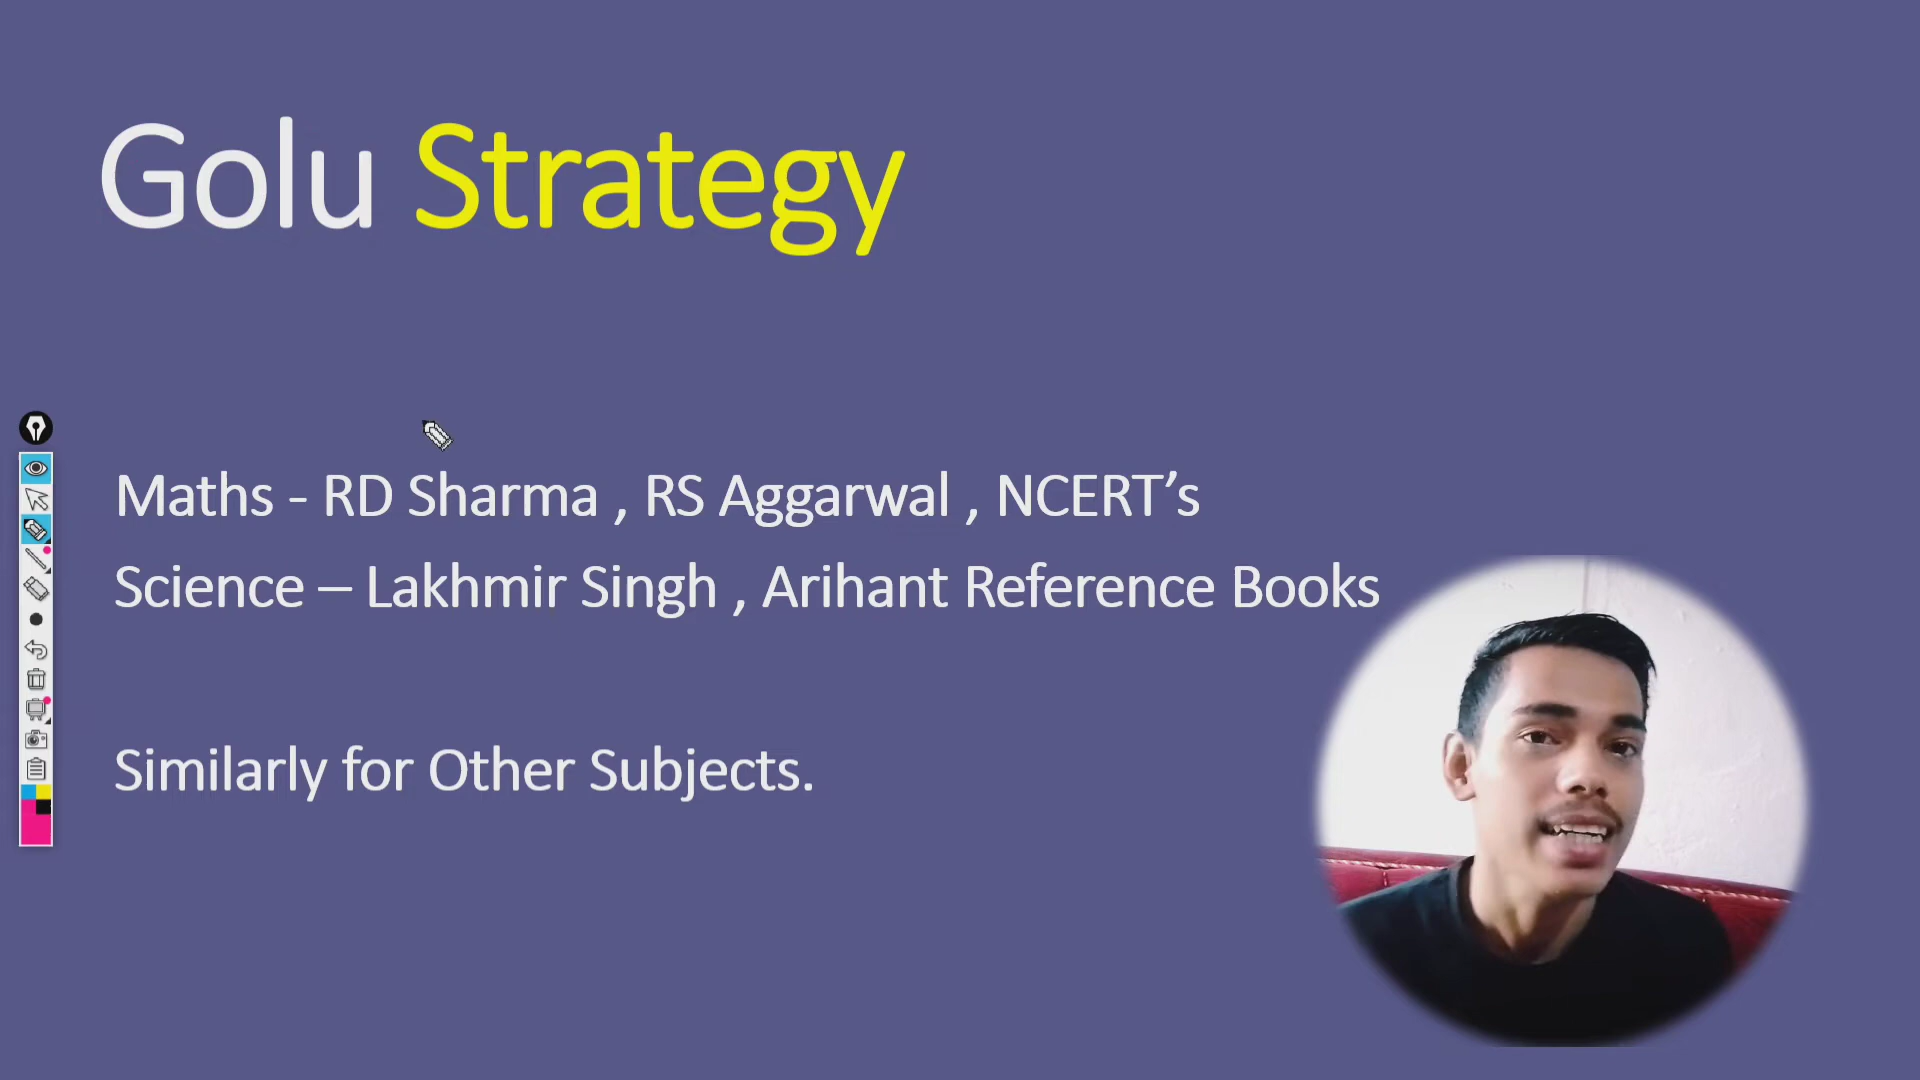 Golu Strategy
Maths - RD Sharma , RS Aggarwal , NCERT’s
Science – Lakhmir Singh , Arihant Reference Books
Similarly for Other Subjects.